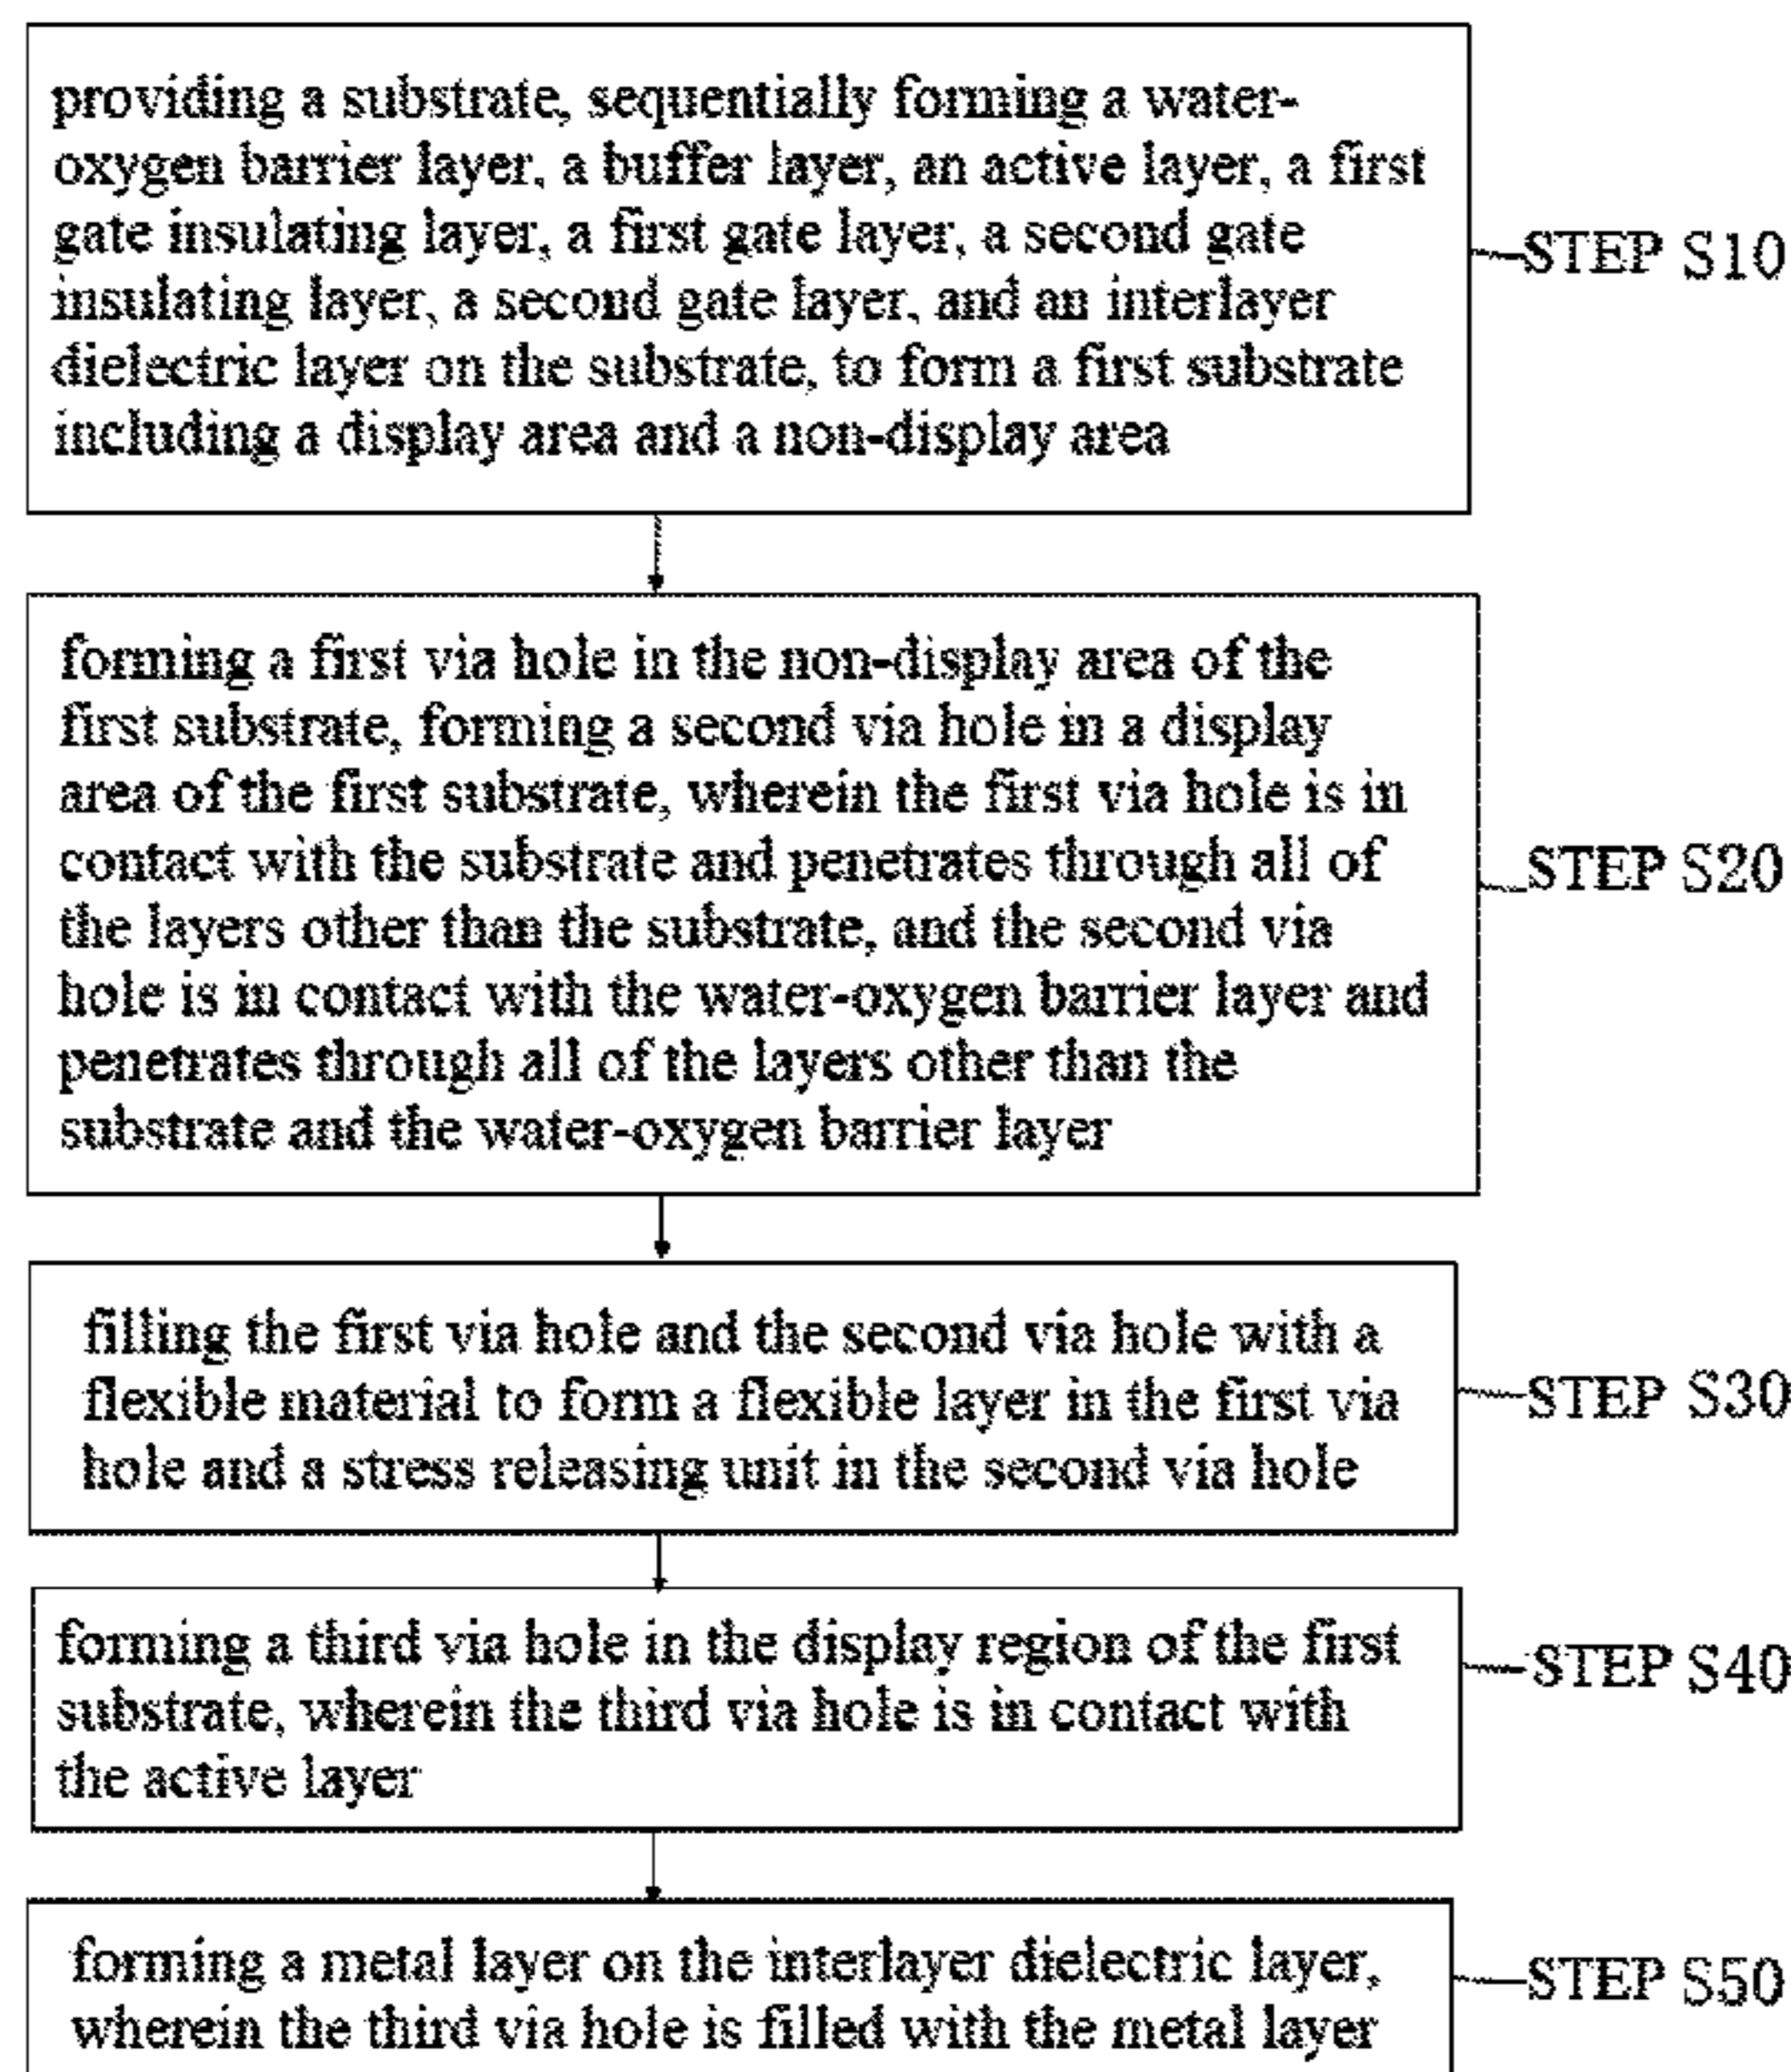 providing a substrate, sequentially forming a water-
oxygen barrier layer, a buffer layer, an active layer, a first
gate insulating layer, a first gate layer, a second gate
insulating layer, a second gate layer, and an interlayer
dielectric layer on the substrate, to form a first substrate
including a display area and a non-display area
STEP S10
forming a first via hole in the non-display area of the
first substrate, forming a second via hole in a display
area of the first substrate, wherein the first via hole is in
contact with the substrate and penetrates through all of
the layers other than the substrate, and the second via
hole is in contact with the water-oxygen barrier layer and
penetrates through all of the layers other than the
substrate and the water-oxygen barrier layer
STEP S20
filling the first via hole and the second via hole with a
flexible material to form a flexible layer in the first via
hole and a stress releasing unit in the second via hole
STEP S30
forming a third via hole in the display region of the first
substrate, wherein the third via hole is in contact with
the active layer
STEP S40
forming a metal layer on the interlayer dielectric layer,
wherein the third via hole is filled with the metal layer
STEP S50